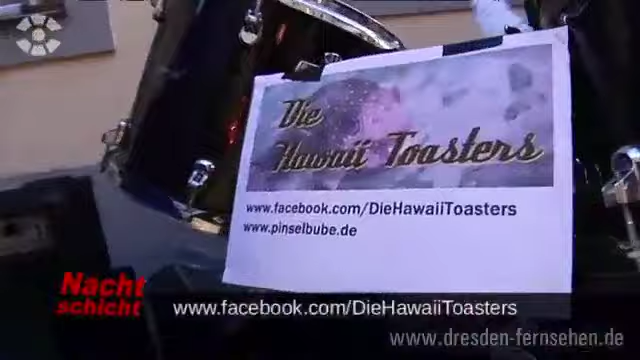 Die
Hawaii Toasters
www.facebook.com/DieHawaiiToasters
www.pinselbube.de
Nacht
schicht
www.facebook.com/DieHawaiiToasters
www.dresden-fernsehen.de